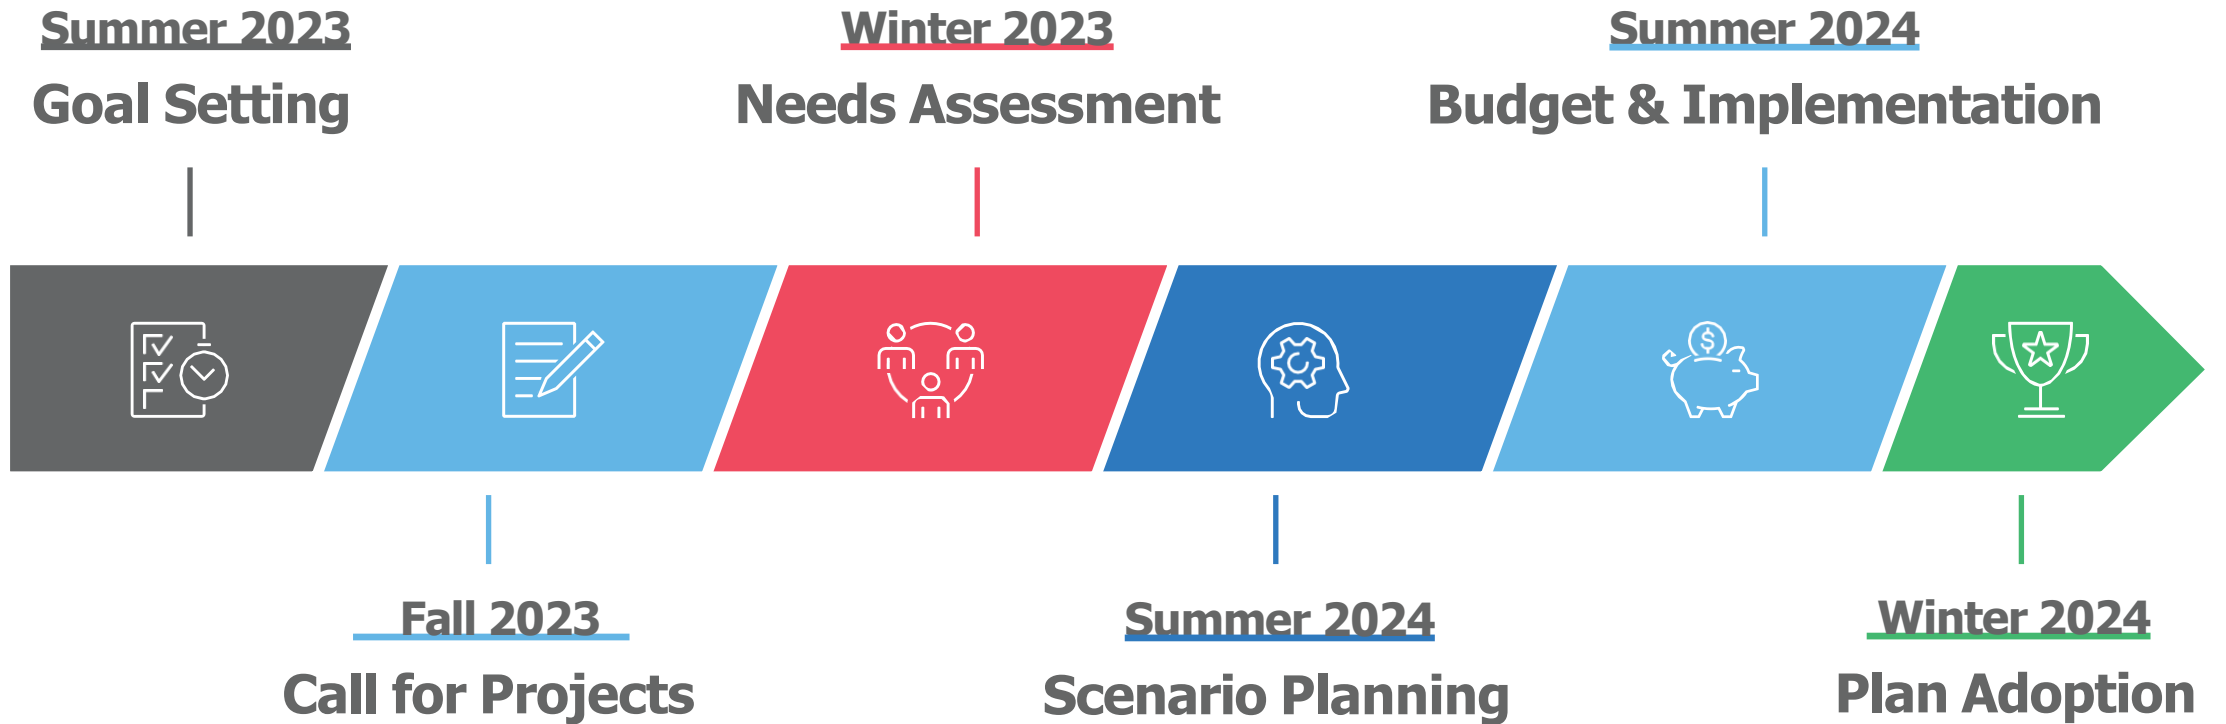 Summer 2023
Goal Setting
Fall 2023
Call for Projects
Winter 2023
Needs Assessment
Summer 2024
Scenario Planning
Summer 2024
Budget & Implementation
$
Winter 2024
Plan Adoption